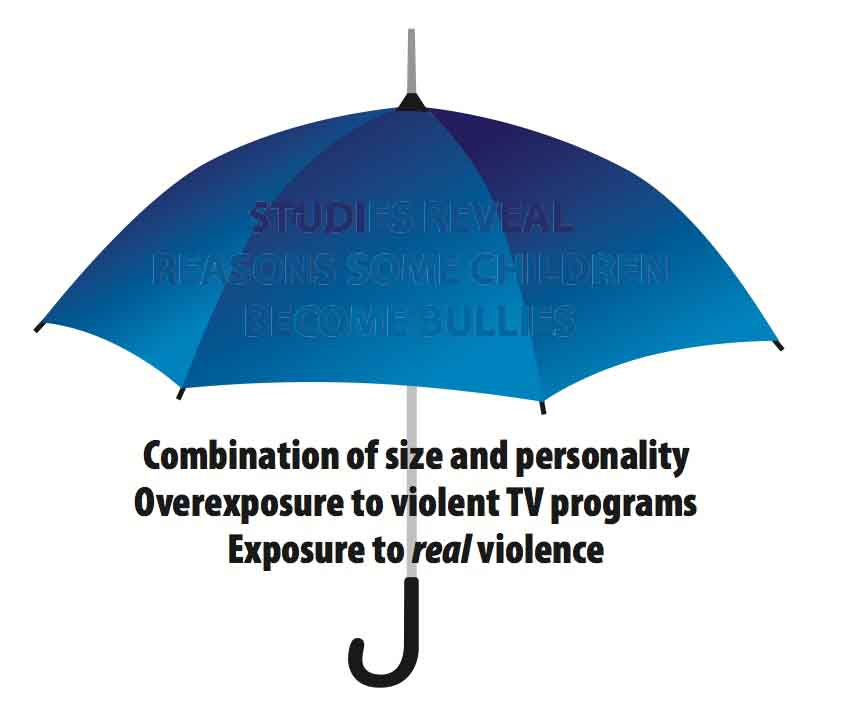 STUDIES REVEAL
REASONS SOME CHILDREN
BECOME BULLIES
Combination of size and personality
Overexposure to violent TV programs
Exposure to real violence